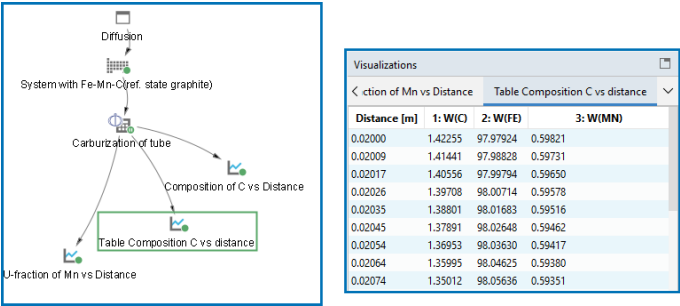 Diffusion
System with Fe-Mn-C(ref. state graphite)
Carburization of tube
Composition of C vs Distance
Table Composition C vs distance
U-fraction of Mn vs Distance
Visualizations
ction of Mn vs Distance Table Composition C vs distance
Distance [m] 1: W(C) 2: W(FE) 3: W(MN)
0.02000 1.42255 97.97924 0.59821
0.02009 1.41441 97.98828 0.59731
0.02017 1.40556 97.99794 0.59650
0.02026 1.39708 98.00714 0.59578
0.02035 1.38801 98.01683 0.59516
0.02045 1.37891 98.02648 0.59462
0.02054 1.36953 98.03630 0.59417
0.02064 1.35995 98.04625 0.59380
0.02074 1.35012 98.05636 0.59351